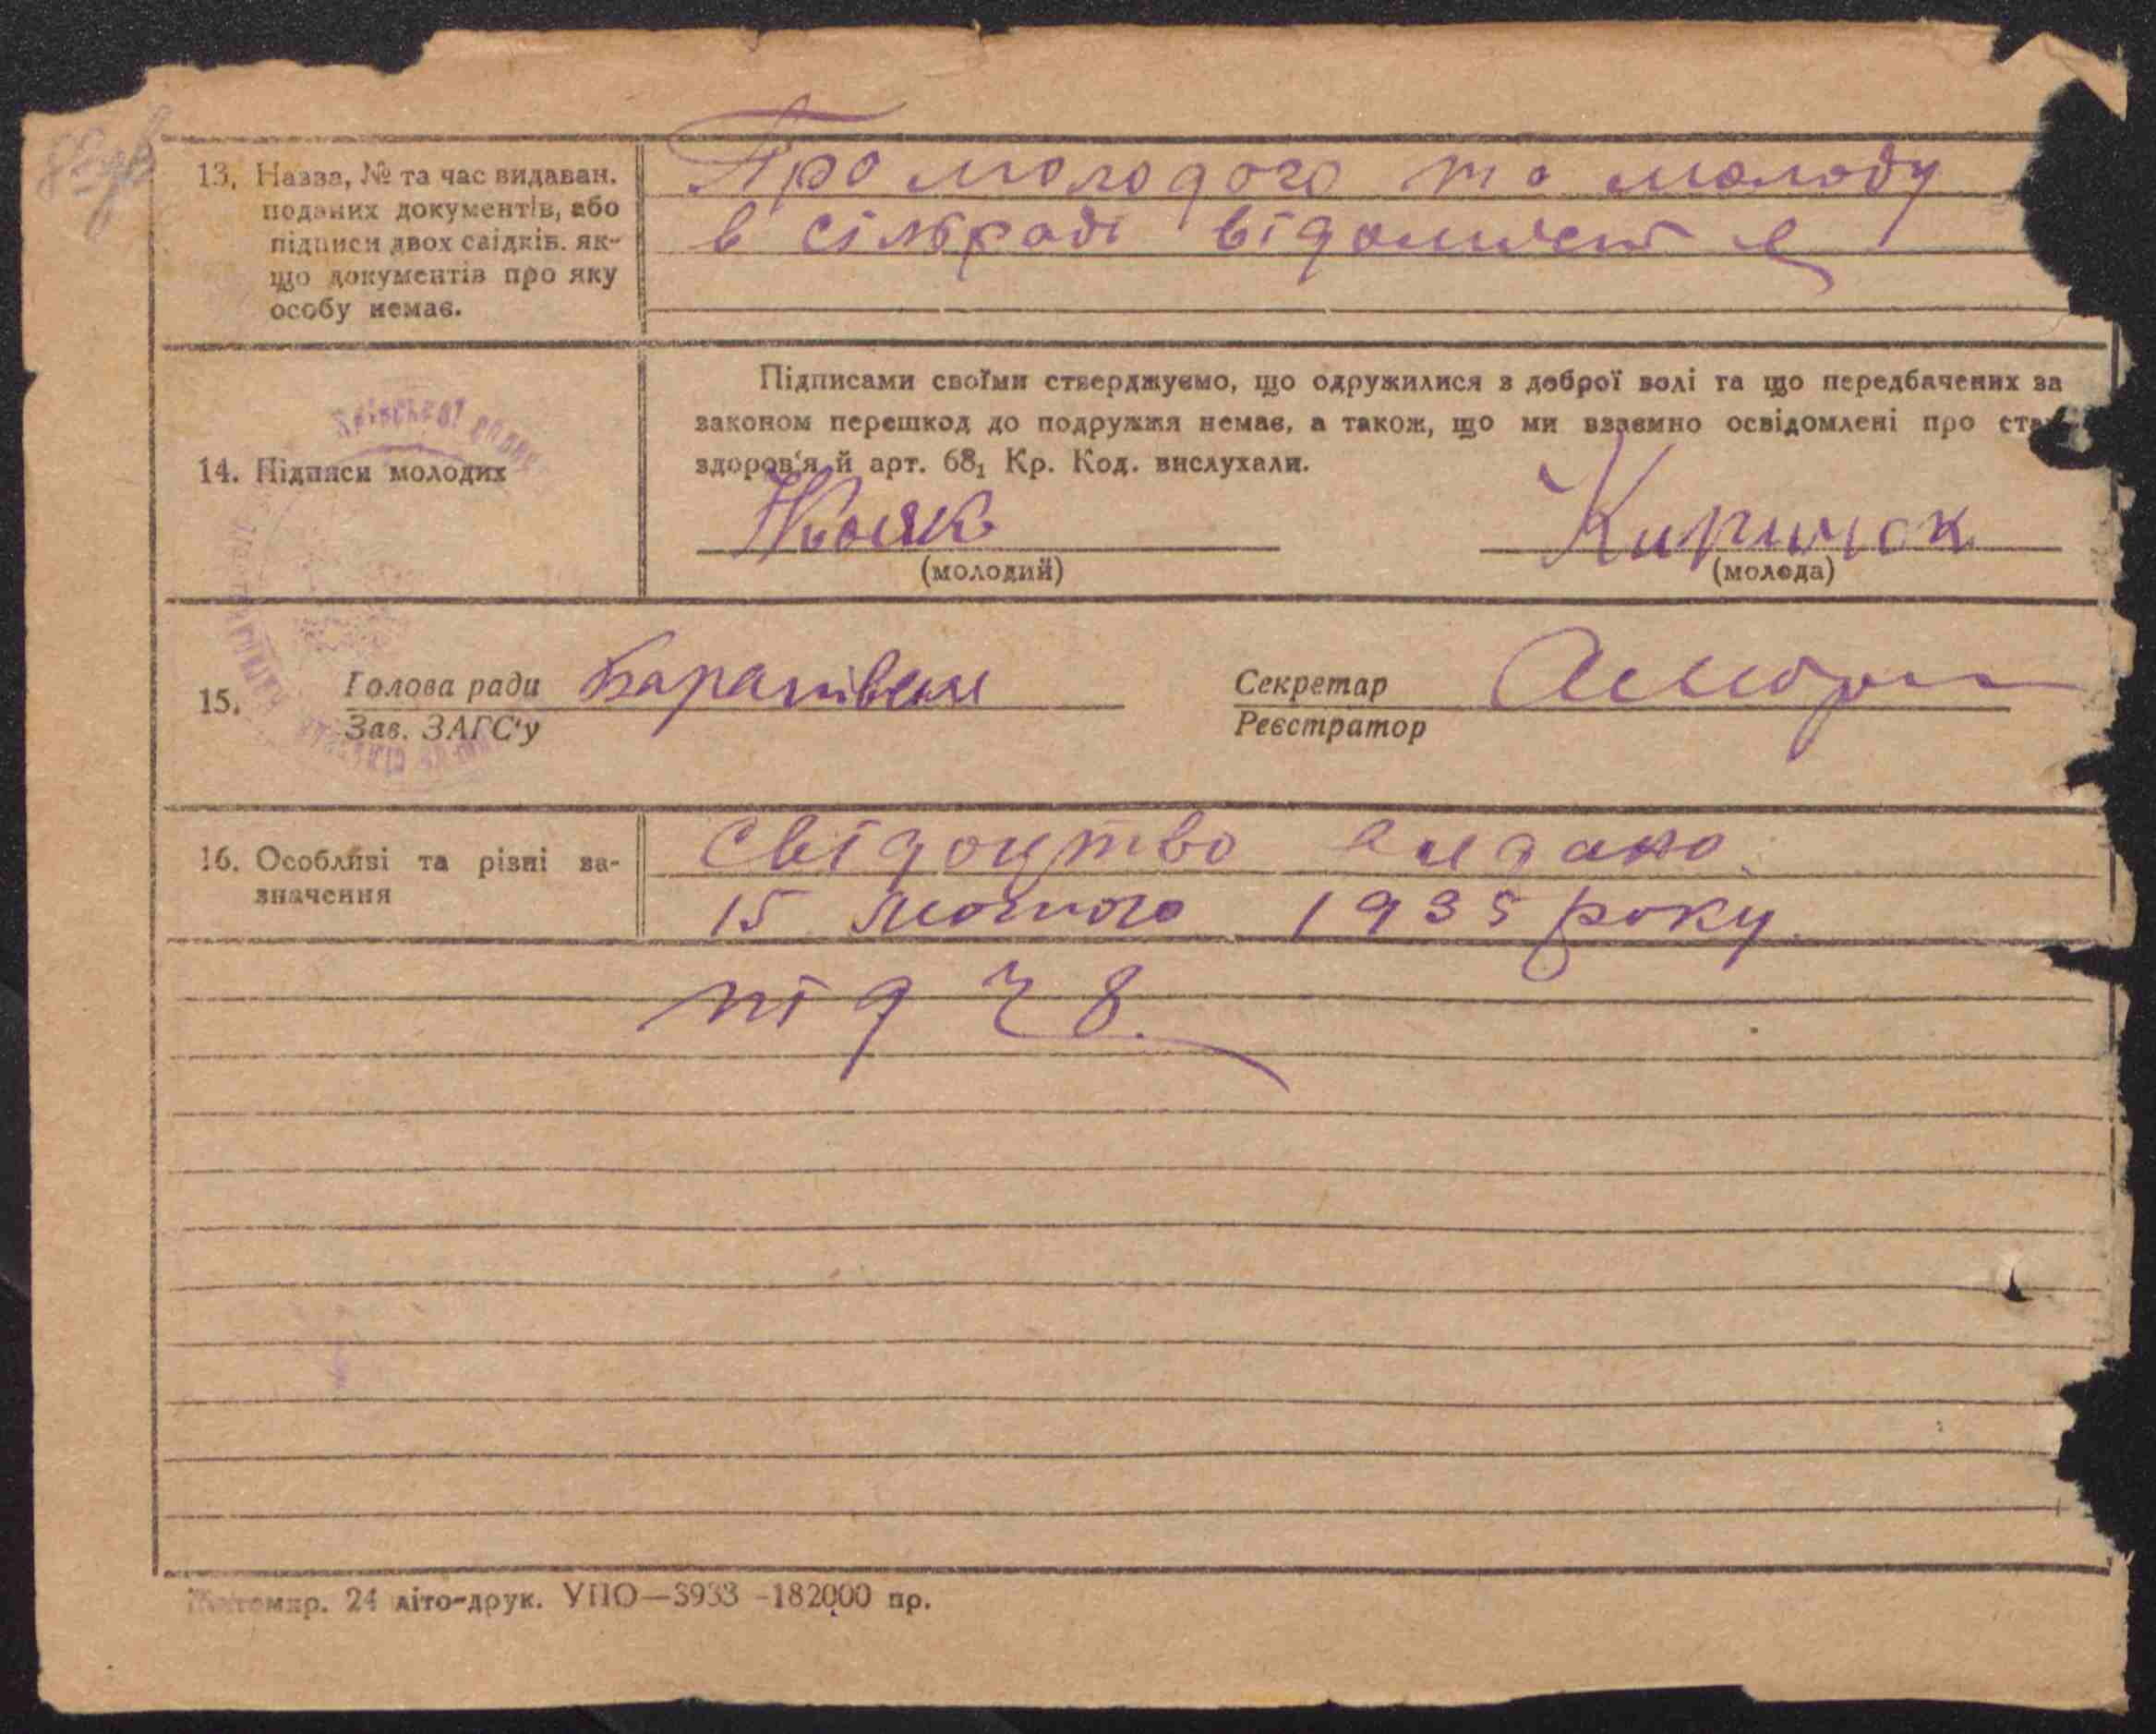 13. Назва, № та час видаван. поданих документів, або підписи двох свідків. як-
що документів про яку
особу немає.
Про молодого та молоду
в сільраді відомості є
14. Підписи молодих
Підписами своїми стверджуємо, що одружилися з доброї волі та що передбачених за
законом перешкод до подружжя немає, а також, що ми взаємно освідомлені про ста
здоров'я й арт. 68₁ Кр. Код. вислухали.
Киричок
(молодий) (молода)
15. Голова ради
Зав. ЗАГС'у
Секретар
Реєстратор
16. Особливі та різні за-
значення
Свідоцтво видано
15 лютого 1935 року
під ч 8.
Житомир. 24 літо-друк. УПО—3933 -182000 пр.